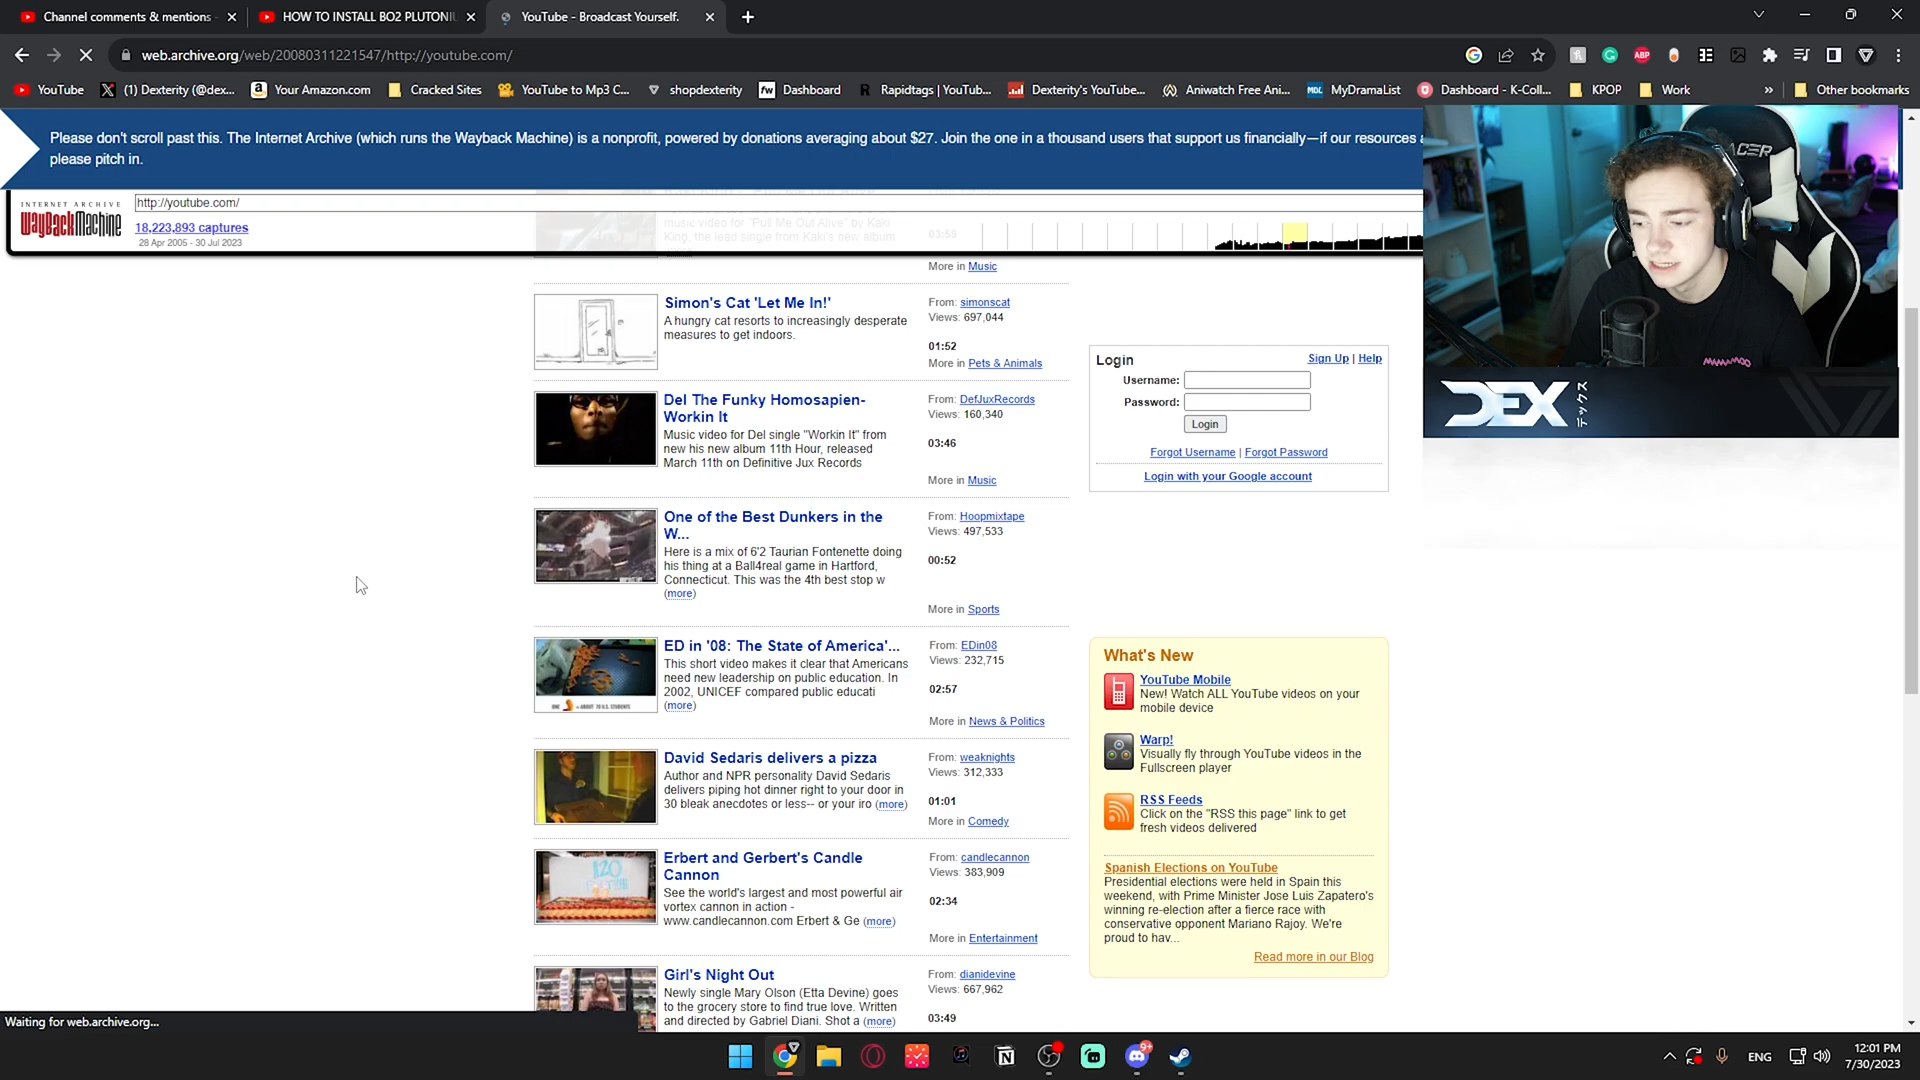 Channel comments & mentions
HOW TO INSTALL BO2 PLUTONIU
YouTube - Broadcast Yourself.
web.archive.org/web/20080311221547/http://youtube.com/
YouTube
(1) Dexterity (@dex...
Your Amazon.com
Cracked Sites
YouTube to Mp3 C...
shopdexterity
fw Dashboard
Rapidtags | YouTub...
Dexterity's YouTube...
Aniwatch Free Ani...
MDL MyDramaList
Dashboard - K-Coll...
KPOP
Work
Other bookmarks
Please don't scroll past this. The Internet Archive (which runs the Wayback Machine) is a nonprofit, powered by donations averaging about $27. Join the one in a thousand users that support us financially—if our resources
please pitch in.
INTERNET ARCHIVE
WayBackMachine
http://youtube.com/
18,223,893 captures
28 Apr 2005 - 30 Jul 2023
music video for "Pull Me Out Alive" by Kaki
King, the lead single from Kaki's new album
03:59
More in Music
Simon's Cat 'Let Me In!'
A hungry cat resorts to increasingly desperate
measures to get indoors.
From: simonscat
Views: 697,044
01:52
More in Pets & Animals
Del The Funky Homosapien-
Workin It
Music video for Del single "Workin It" from
new his new album 11th Hour, released
March 11th on Definitive Jux Records
From: DefJuxRecords
Views: 160,340
03:46
More in Music
One of the Best Dunkers in the
W...
Here is a mix of 6'2 Taurian Fontenette doing
his thing at a Ball4real game in Hartford,
Connecticut. This was the 4th best stop w
(more)
From: Hoopmixtape
Views: 497,533
00:52
More in Sports
ED in '08: The State of America'...
This short video makes it clear that Americans
need new leadership on public education. In
2002, UNICEF compared public educati
(more)
From: EDin08
Views: 232,715
02:57
More in News & Politics
David Sedaris delivers a pizza
Author and NPR personality David Sedaris
delivers piping hot dinner right to your door in
30 bleak anecdotes or less-- or your iro (more)
From: weaknights
Views: 312,333
01:01
More in Comedy
Erbert and Gerbert's Candle
Cannon
See the world's largest and most powerful air
vortex cannon in action -
www.candlecannon.com Erbert & Ge (more)
From: candlecannon
Views: 383,909
02:34
More in Entertainment
Girl's Night Out
Newly single Mary Olson (Etta Devine) goes
to the grocery store to find true love. Written
and directed by Gabriel Diani. Shot a (more)
From: dianidevine
Views: 667,962
03:49
Login
Sign Up | Help
Username:
Password:
Login
Forgot Username | Forgot Password
Login with your Google account
What's New
YouTube Mobile
New! Watch ALL YouTube videos on your
mobile device
Warp!
Visually fly through YouTube videos in the
Fullscreen player
RSS Feeds
Click on the "RSS this page" link to get
fresh videos delivered
Spanish Elections on YouTube
Presidential elections were held in Spain this
weekend, with Prime Minister Jose Luis Zapatero's
winning re-election after a fierce race with
conservative opponent Mariano Rajoy. We're
proud to hav...
Read more in our Blog
ACER
DEX
デックス
Waiting for web.archive.org...
ENG
12:01 PM
7/30/2023